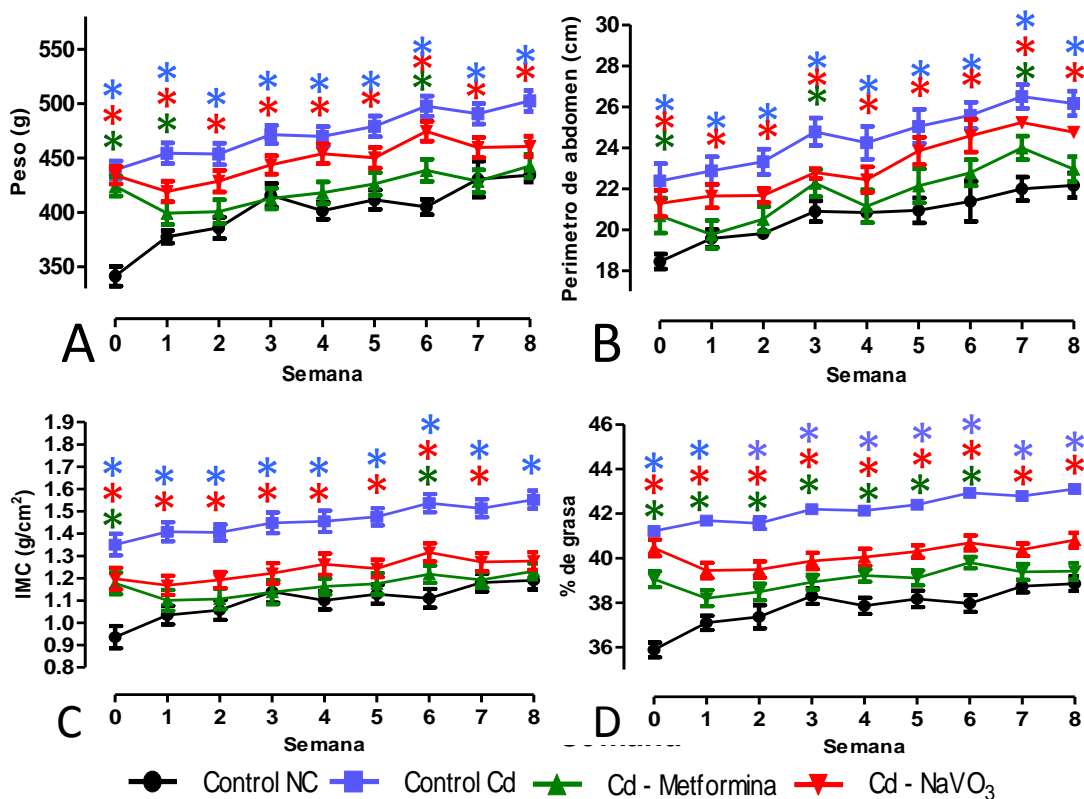 Peso (g)
550
500
450
400
350
* * * * * * * * *
* * * * * * * *
* * *
0 1 2 3 4 5 6 7 8
Semana
A
Perimetro de abdomen (cm)
30
28
26
24
22
20
18
* * * * * * * * *
* * * * * * * * *
* * *
0 1 2 3 4 5 6 7 8
Semana
B
IMC (g/cm²)
1.9
1.8
1.7
1.6
1.5
1.4
1.3
1.2
1.1
1.0
0.9
0.8
* * * * * * * * *
* * * * * * * *
* *
0 1 2 3 4 5 6 7 8
Semana
C
% de grasa
46
44
42
40
38
36
* * * * * * * * *
* * * * * * * * *
* * * * * * *
0 1 2 3 4 5 6 7 8
Semana
D
Control NC Control Cd Cd - Metformina Cd - NaVO₃